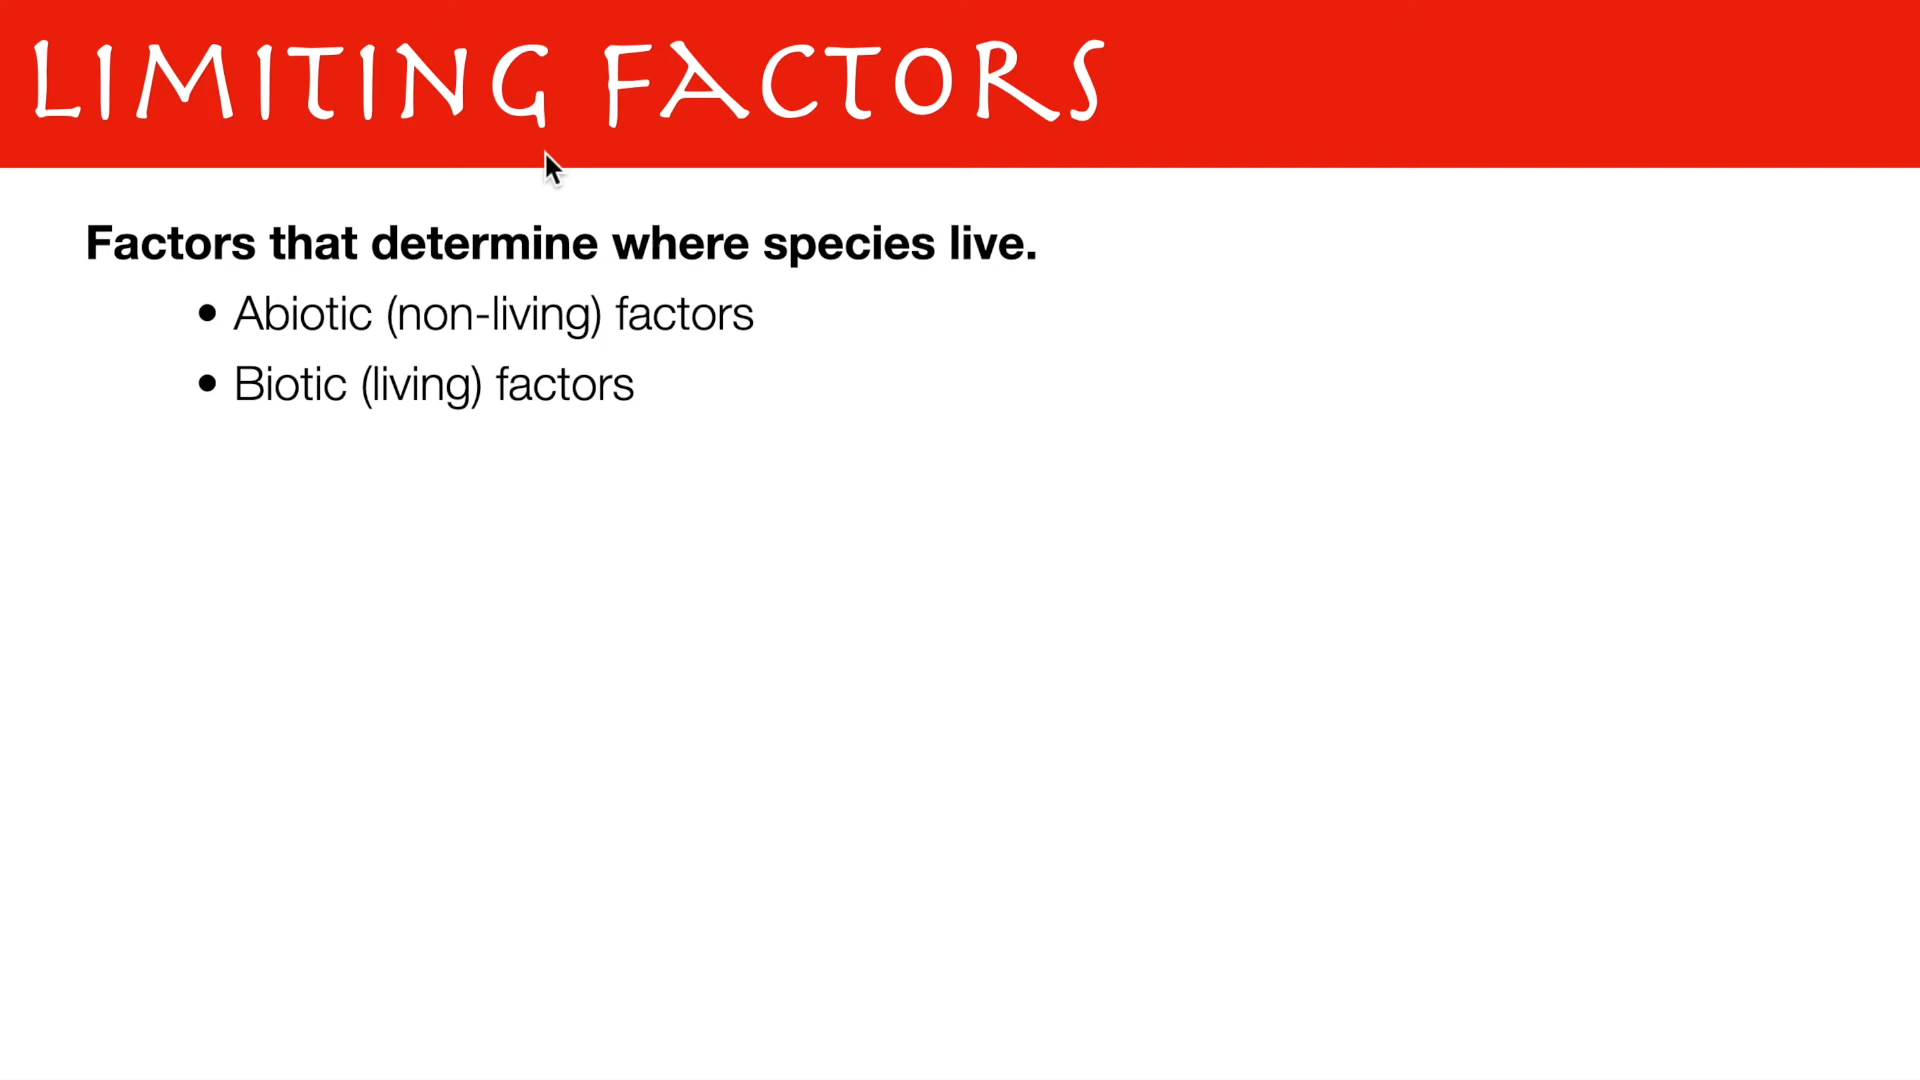 LIMITING FACTORS
Factors that determine where species live.
• Abiotic (non-living) factors
• Biotic (living) factors